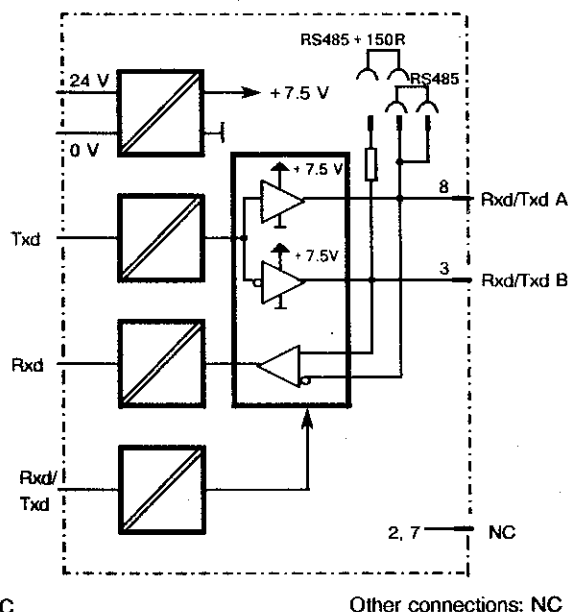 RS485 + 150R
RS485
24 V
+ 7.5 V
0 V
+ 7.5 V
8
Rxd/Txd A
Txd
+ 7.5V
3
Rxd/Txd B
Rxd
Rxd/
Txd
2, 7
NC
C
Other connections: NC